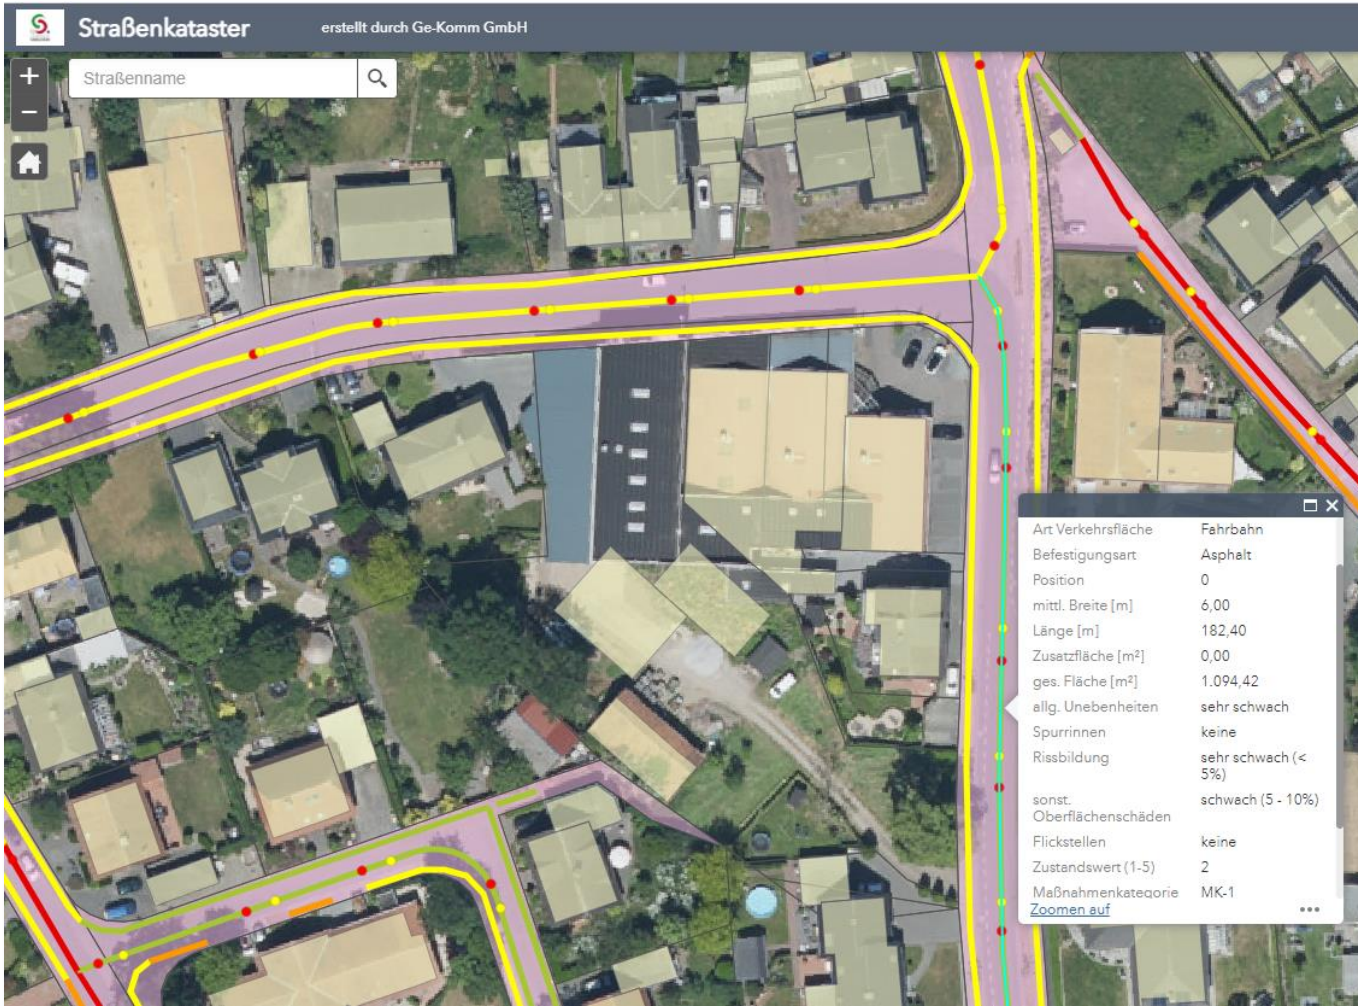 Straßenkataster
erstellt durch Ge-Komm GmbH
+
Straßenname
−
Art Verkehrsfläche Fahrbahn
Befestigungsart Asphalt
Position 0
mittl. Breite [m] 6,00
Länge [m] 182,40
Zusatzfläche [m²] 0,00
ges. Fläche [m²] 1.094,42
allg. Unebenheiten sehr schwach
Spurrinnen keine
Rissbildung sehr schwach (<
5%)
sonst. schwach (5 - 10%)
Oberflächenschäden
Flickstellen keine
Zustandswert (1-5) 2
Maßnahmenkategorie MK-1
Zoomen auf